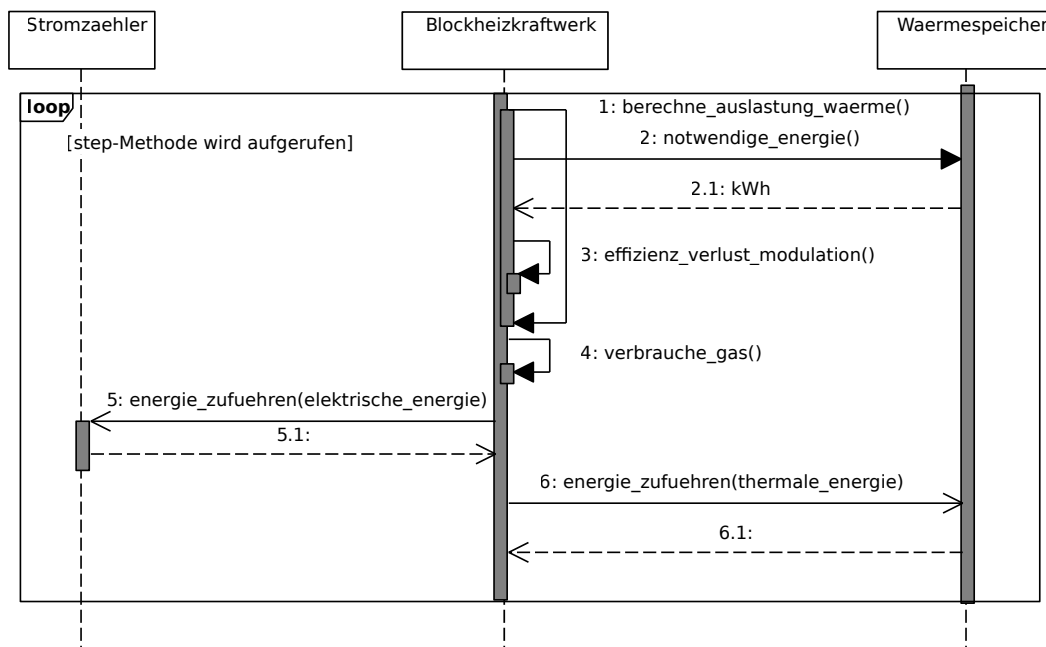 Stromzaehler
Blockheizkraftwerk
Waermespeicher
loop
[step-Methode wird aufgerufen]
1: berechne_auslastung_waerme()
2: notwendige_energie()
2.1: kWh
3: effizienz_verlust_modulation()
4: verbrauche_gas()
5: energie_zufuehren(elektrische_energie)
5.1:
6: energie_zufuehren(thermale_energie)
6.1: